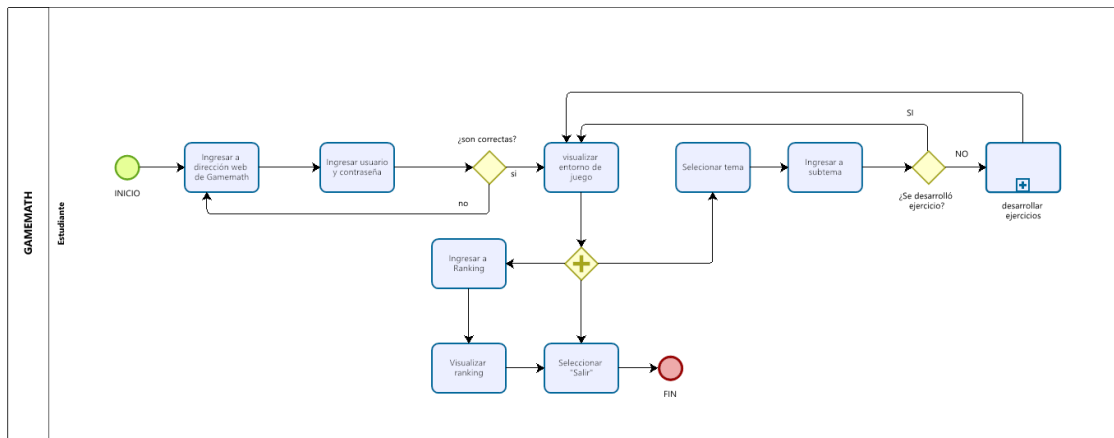 GAMEMATH
Estudiante
INICIO
Ingresar a
dirección web
de Gamemath
Ingresar usuario
y contraseña
¿son correctas?
si
no
visualizar
entorno de
juego
Selecionar tema
Ingresar a
subtema
SI
NO
¿Se desarrolló
ejercicio?
desarrollar
ejercicios
Ingresar a
Ranking
Visualizar
ranking
Seleccionar
"Salir"
FIN